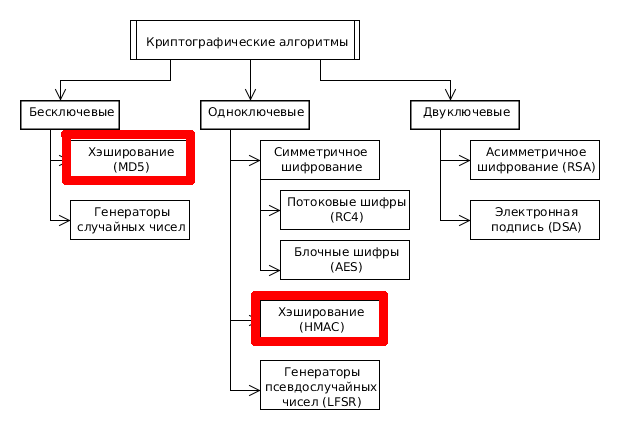 Криптографические алгоритмы
Бесключевые
Одноключевые
Двуключевые
Хэширование
(MD5)
Генераторы
случайных чисел
Симметричное
шифрование
Потоковые шифры
(RC4)
Блочные шифры
(AES)
Хэширование
(HMAC)
Генераторы
псевдослучайных
чисел (LFSR)
Асимметричное
шифрование (RSA)
Электронная
подпись (DSA)